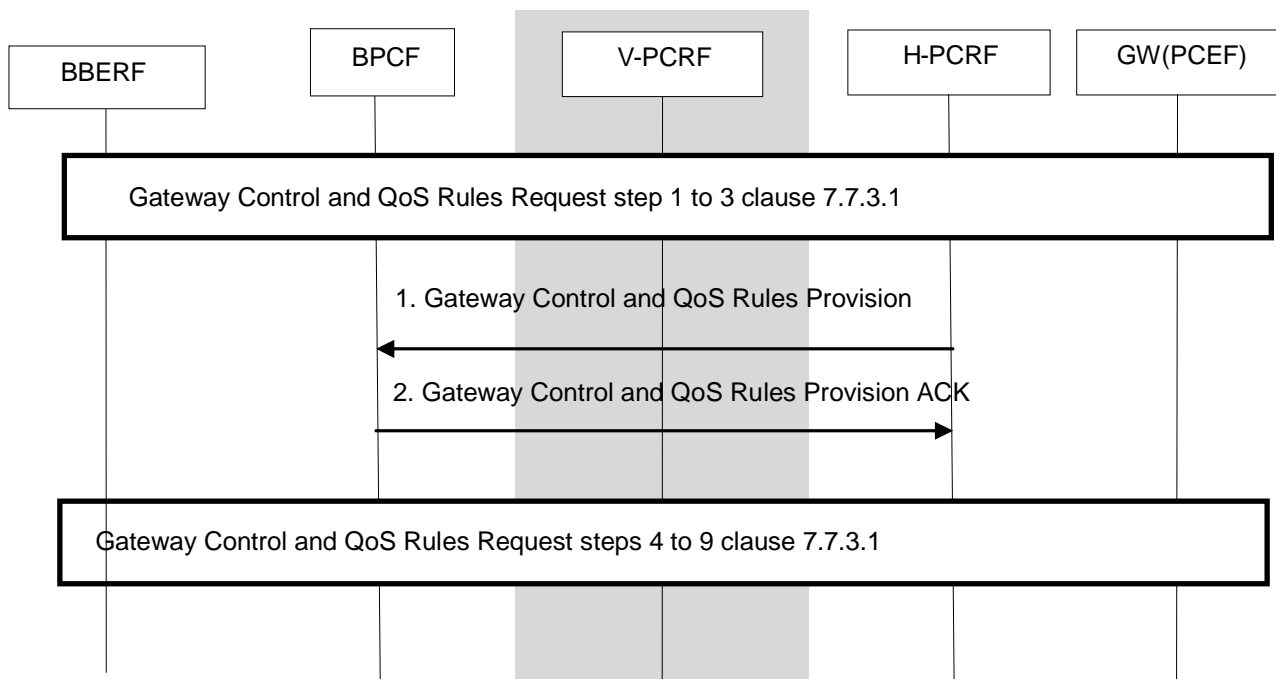 BBERF
BPCF
V-PCRF
H-PCRF
GW(PCEF)
Gateway Control and QoS Rules Request step 1 to 3 clause 7.7.3.1
1. Gateway Control and QoS Rules Provision
2. Gateway Control and QoS Rules Provision ACK
Gateway Control and QoS Rules Request steps 4 to 9 clause 7.7.3.1